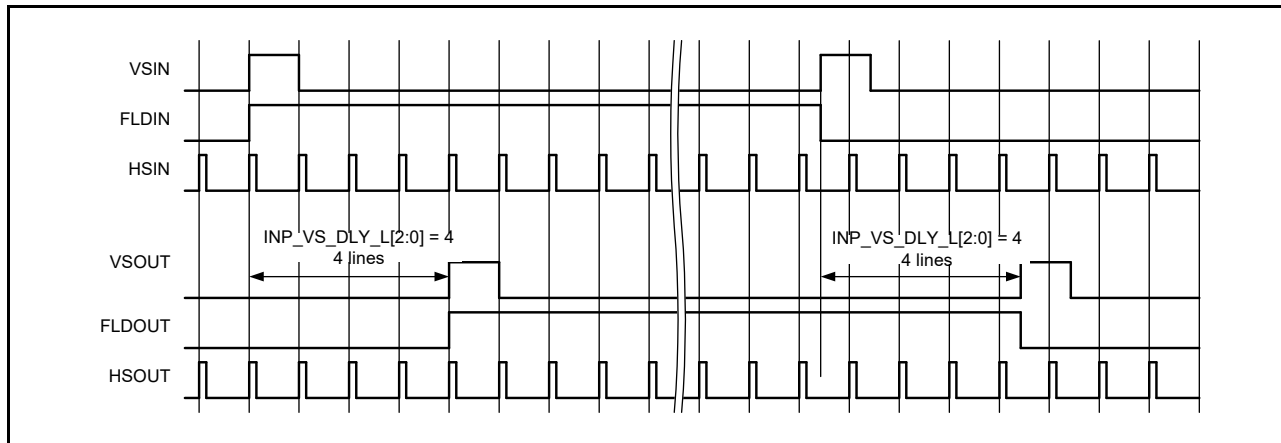 VSIN
FLDIN
HSIN
INP_VS_DLY_L[2:0] = 4
4 lines
INP_VS_DLY_L[2:0] = 4
4 lines
VSOUT
FLDOUT
HSOUT